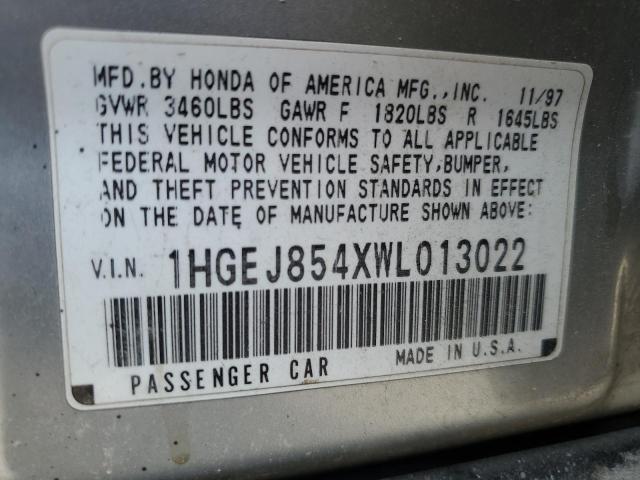 MFD.BY HONDA OF AMERICA MFG.,INC. 11/97
GVWR 3460LBS GAWR F 1820LBS R 1645LBS
THIS VEHICLE CONFORMS TO ALL APPLICABLE
FEDERAL MOTOR VEHICLE SAFETY,BUMPER,
AND THEFT PREVENTION STANDARDS IN EFFECT
ON THE DATE OF MANUFACTURE SHOWN ABOVE:
V.I.N. 1HGEJ854XWL013022
PASSENGER CAR MADE IN U.S.A.